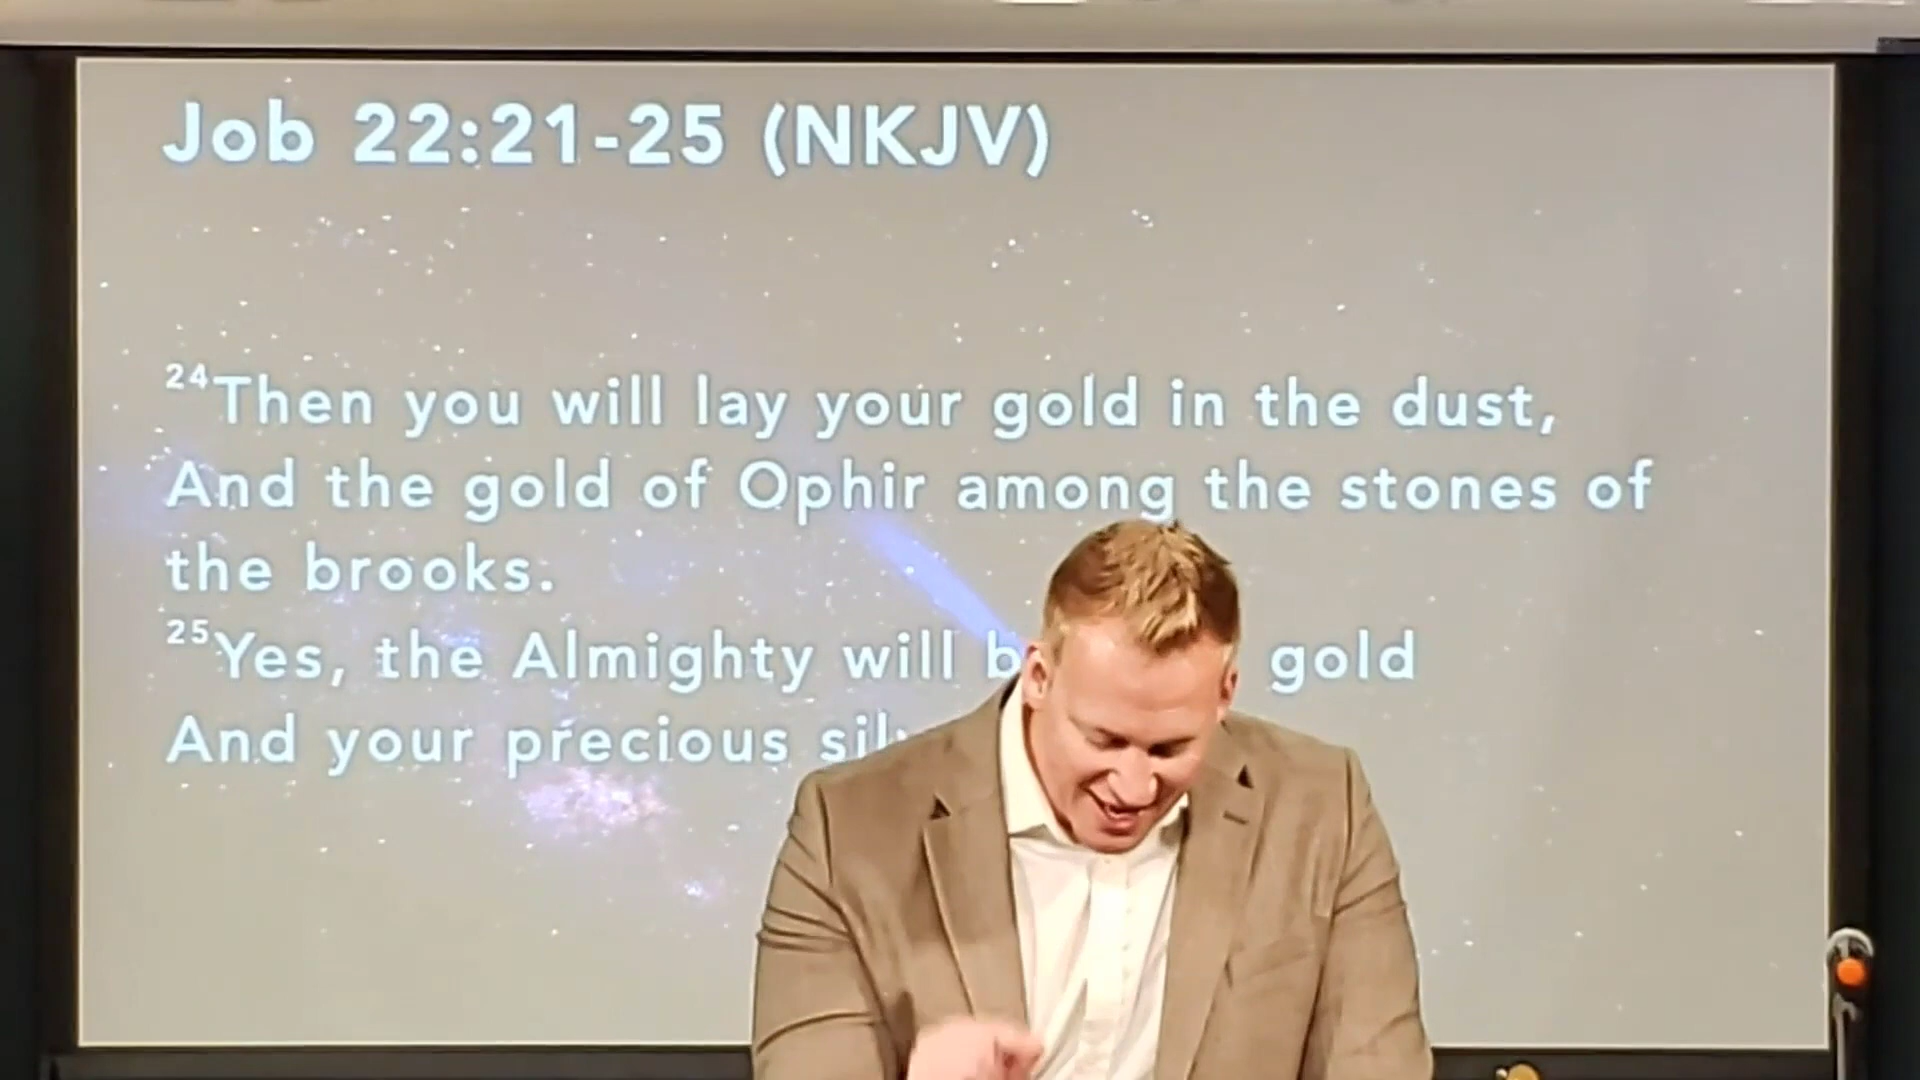 Job 22:21-25 (NKJV)
24Then you will lay your gold in the dust,
And the gold of Ophir among the stones of
the brooks.
25Yes, the Almighty will gold
And your precious